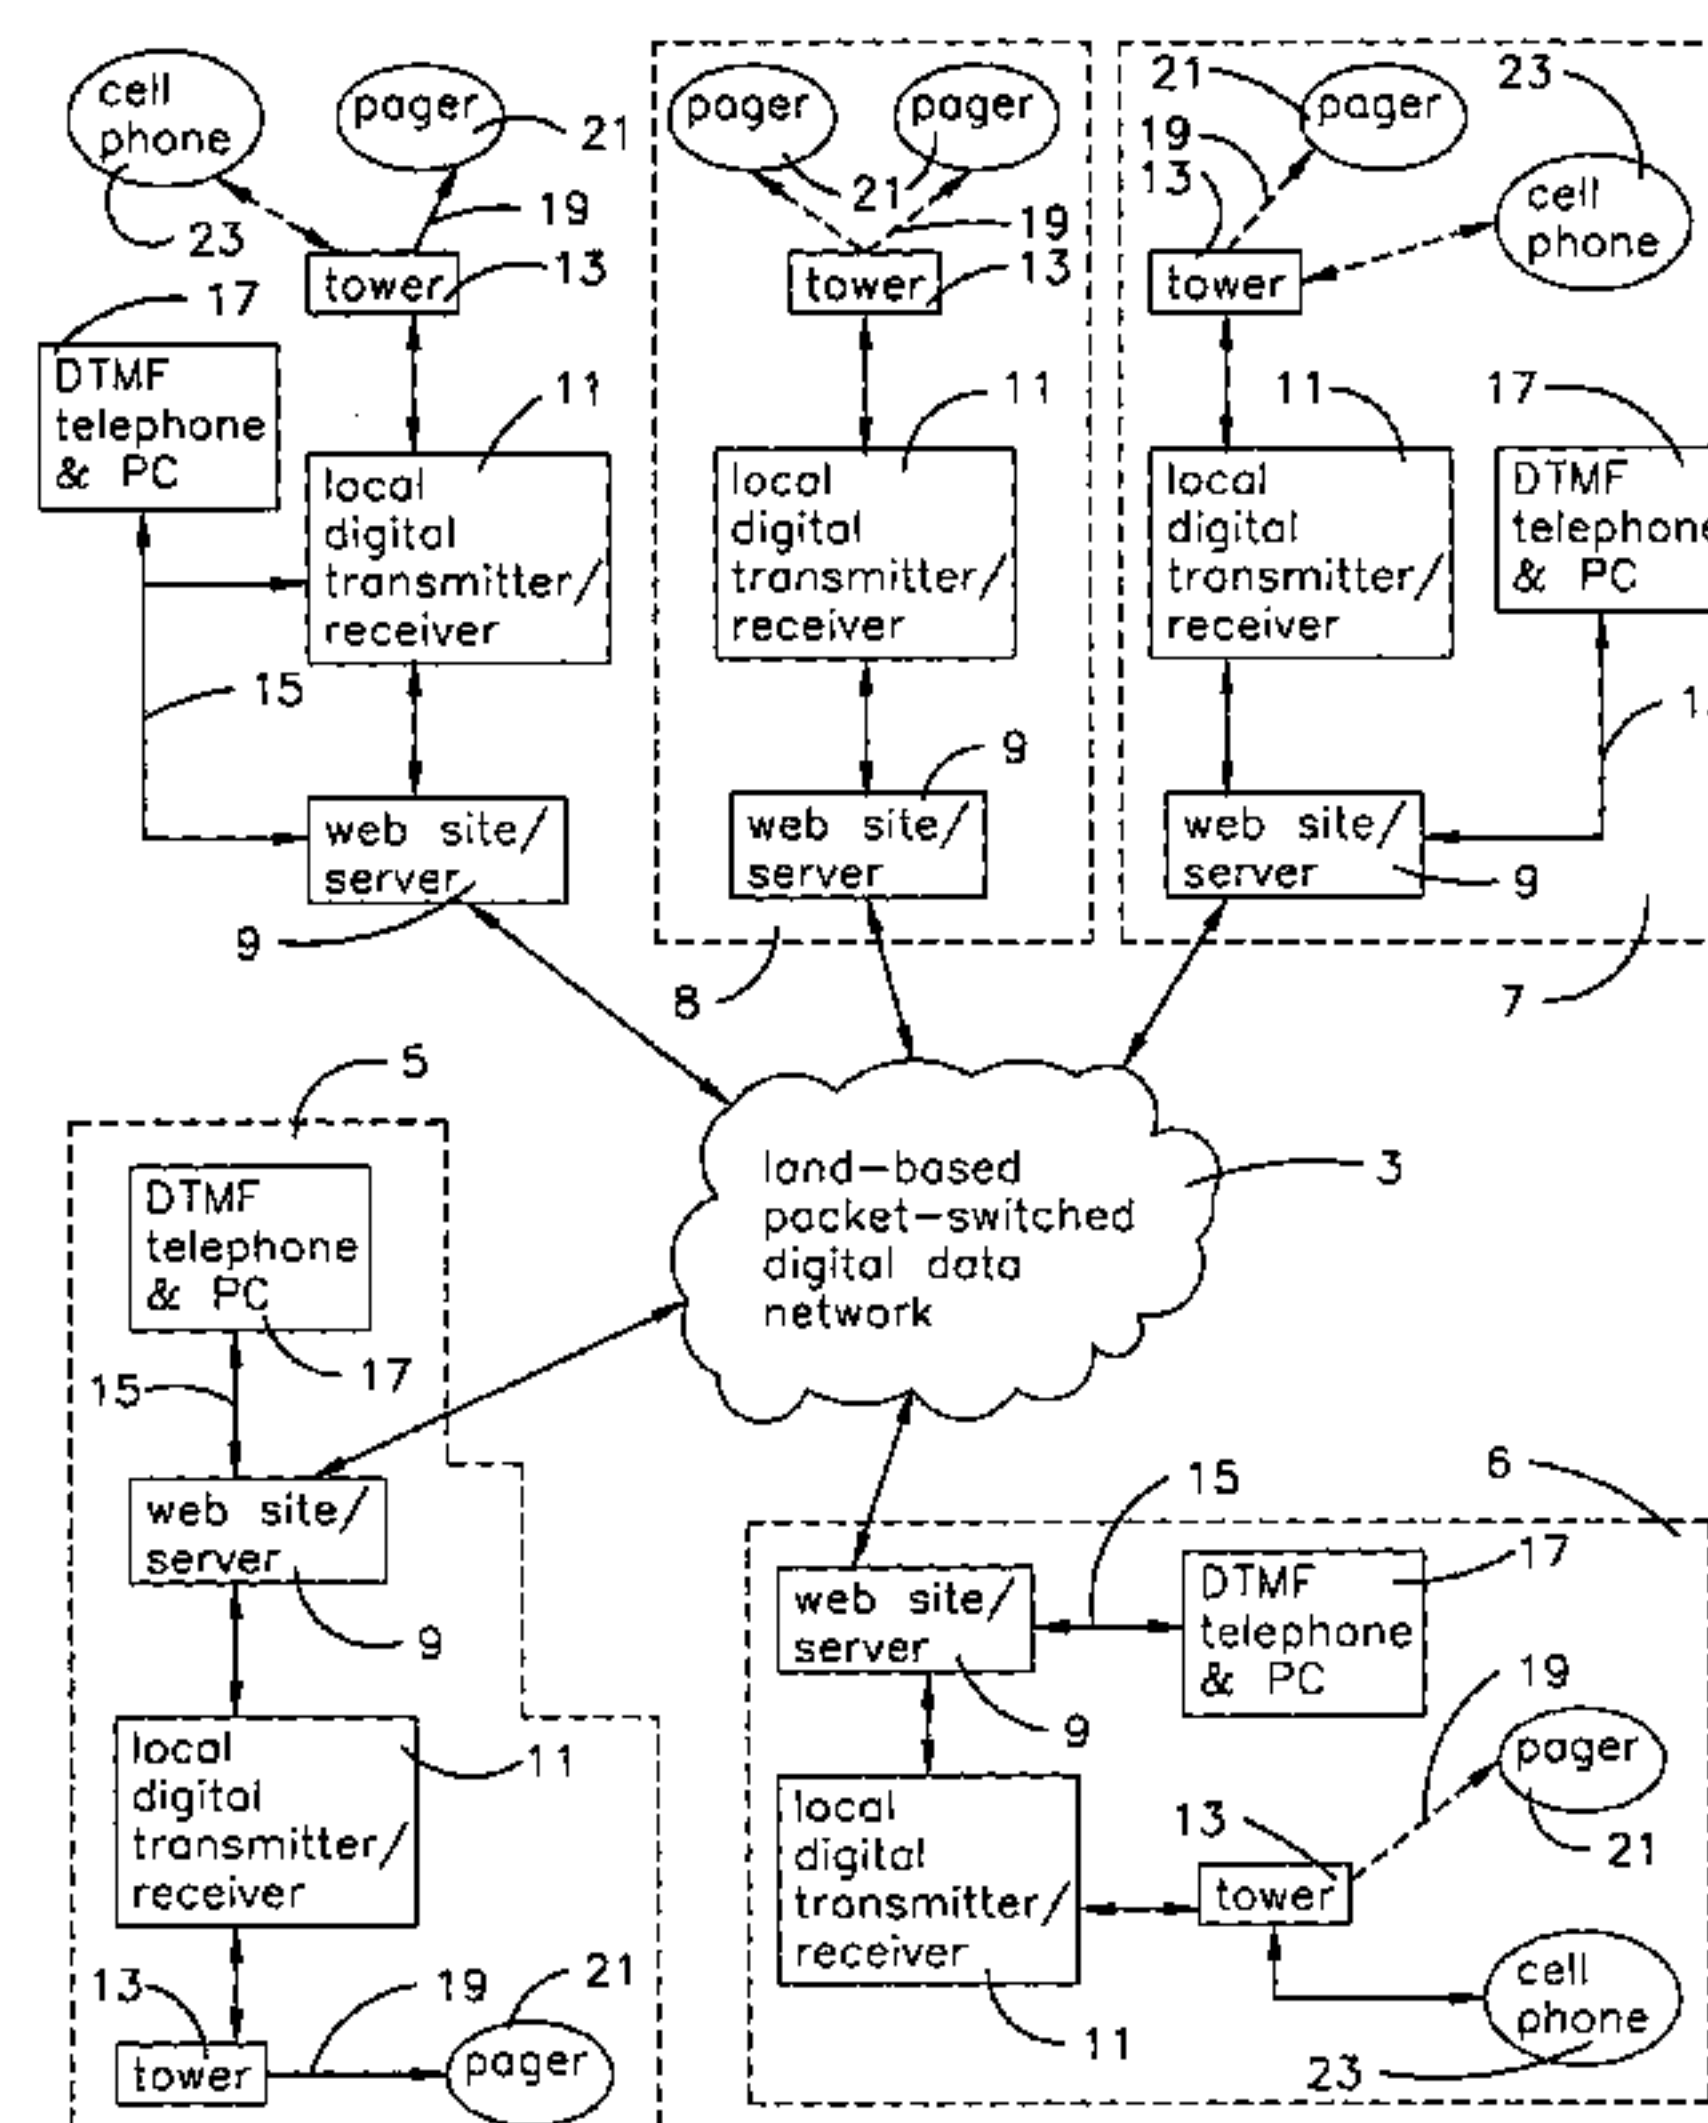 cell
phone
23
pager
21
19
tower
13
17
DTMF
telephone
& PC
11
local
digital
transmitter/
receiver
15
web site/
server
9
pager
pager
21
19
tower
13
11
local
digital
transmitter/
receiver
9
web site/
server
8
21
pager
23
19
13
cell
phone
tower
11
17
local
digital
transmitter/
receiver
DTMF
& PC
web site/
server
9
7
land-based
packet-switched
digital data
network
3
5
DTMF
telephone
& PC
17
15
web site/
server
9
local
digital
transmitter/
receiver
11
13
19
21
tower
pager
6
15
web site/
server
9
DTMF
telephone
& PC
17
19
local
digital
transmitter/
receiver
11
13
tower
pager
21
cell
phone
23